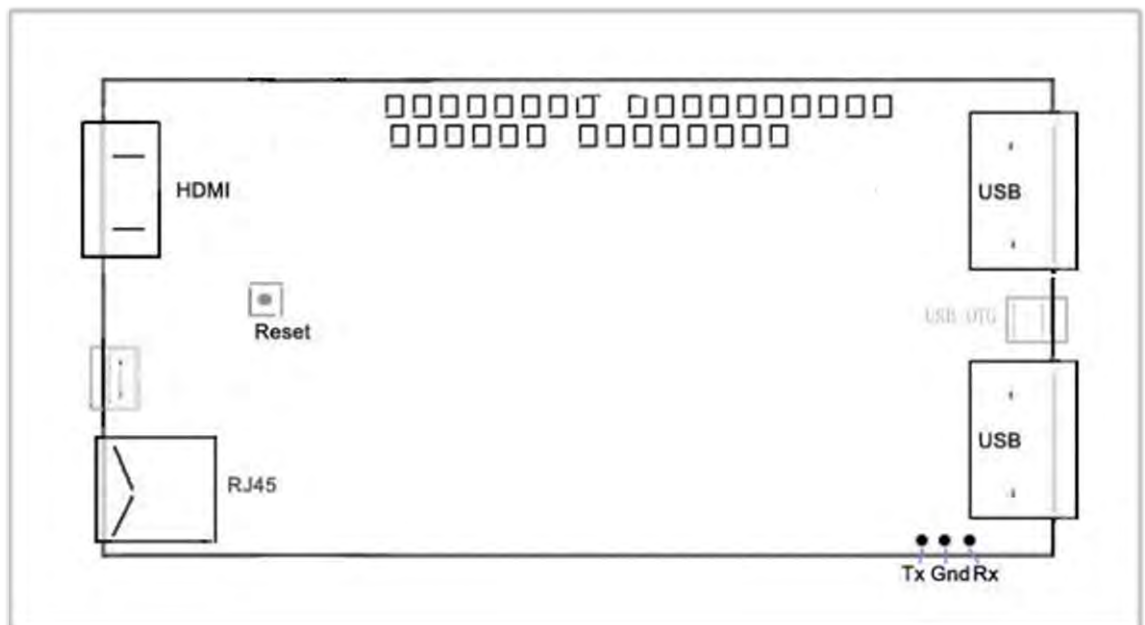 HDMI
USB
Reset
USB OTG
RJ45
USB
Tx Gnd Rx